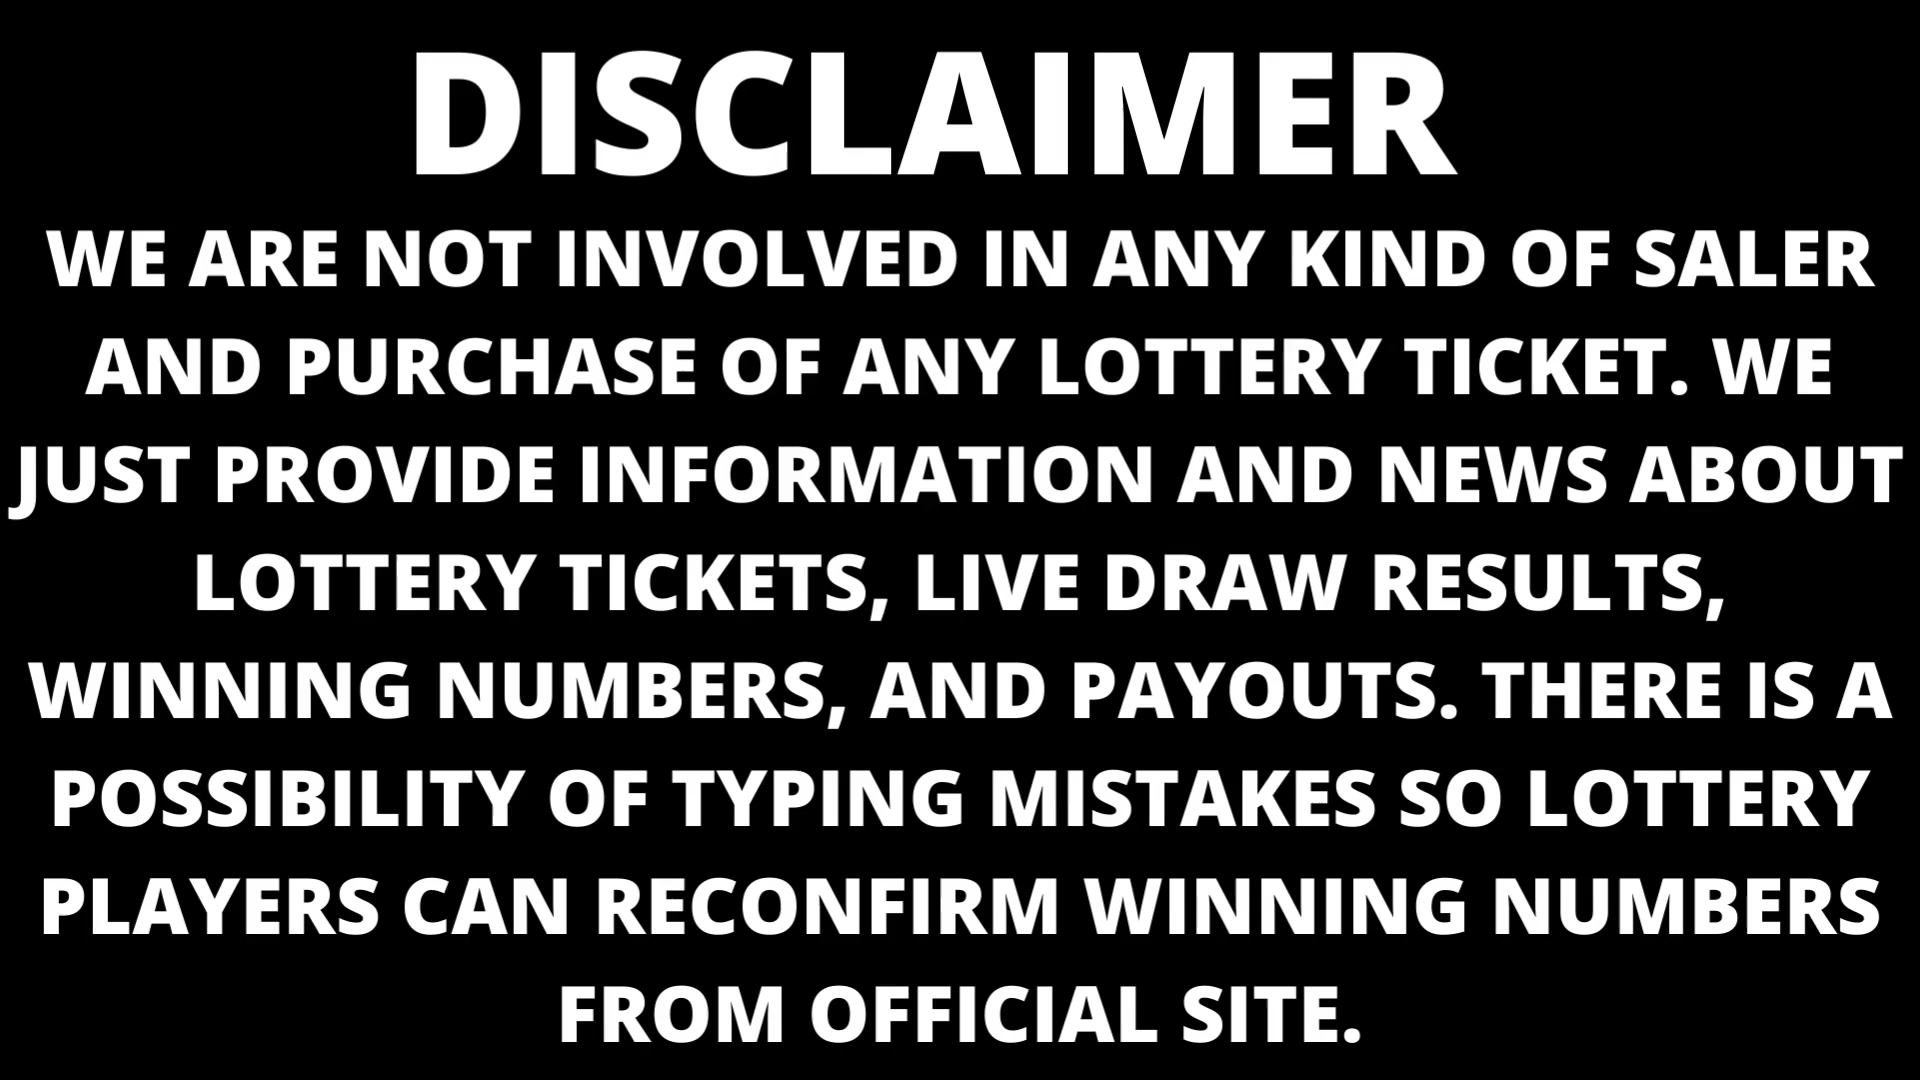 DISCLAIMER
WE ARE NOT INVOLVED IN ANY KIND OF SALER
AND PURCHASE OF ANY LOTTERY TICKET. WE
JUST PROVIDE INFORMATION AND NEWS ABOUT
LOTTERY TICKETS, LIVE DRAW RESULTS,
WINNING NUMBERS, AND PAYOUTS. THERE IS A
POSSIBILITY OF TYPING MISTAKES SO LOTTERY
PLAYERS CAN RECONFIRM WINNING NUMBERS
FROM OFFICIAL SITE.